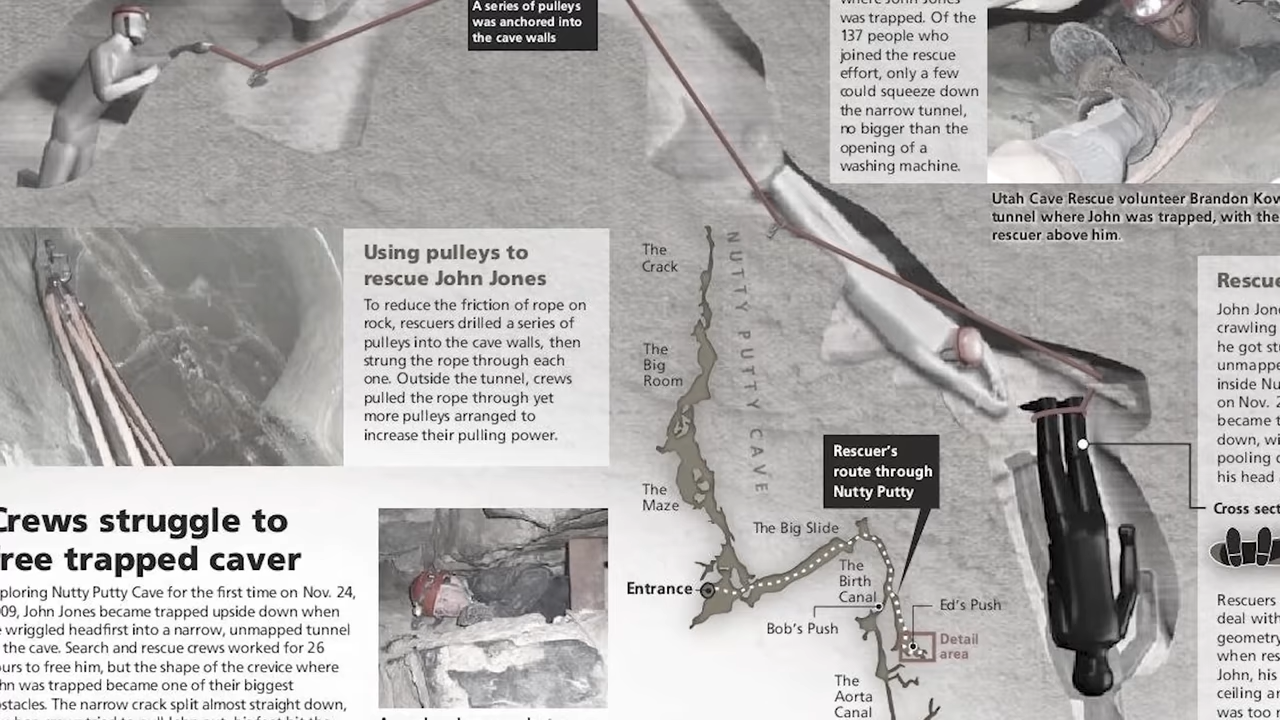 A series of pulleys
was anchored into
the cave walls
where John Jones
was trapped. Of the
137 people who
joined the rescue
effort, only a few
could squeeze down
the narrow tunnel,
no bigger than the
opening of a
washing machine.
Utah Cave Rescue volunteer Brandon
tunnel where John was trapped, with the
rescuer above him.
Using pulleys to
rescue John Jones
To reduce the friction of rope on
rock, rescuers drilled a series of
pulleys into the cave walls, then
strung the rope through each
one. Outside the tunnel, crews
pulled the rope through yet
more pulleys arranged to
increase their pulling power.
The
Crack
The
Big
Room
The
Maze
NUTTY PUTTY CAVE
Rescuer's
route through
Nutty Putty
The Big Slide
The
Birth
Canal
Entrance
Bob's Push
Ed's Push
Detail
area
The
Aorta
Canal
Crews struggle to
free trapped caver
ploring Nutty Putty Cave for the first time on Nov. 24,
09, John Jones became trapped upside down when
wriggled headfirst into a narrow, unmapped tunnel
the cave. Search and rescue crews worked for 26
urs to free him, but the shape of the crevice where
hn was trapped became one of their biggest
stacles. The narrow crack split almost straight down,
Rescue
John Jon
crawling
he got st
unmappe
inside Nu
on Nov. 2
became t
down, wi
pooling o
his head
Cross sect
Rescuers
deal with
geometry
when res
John, his
ceiling an
was too